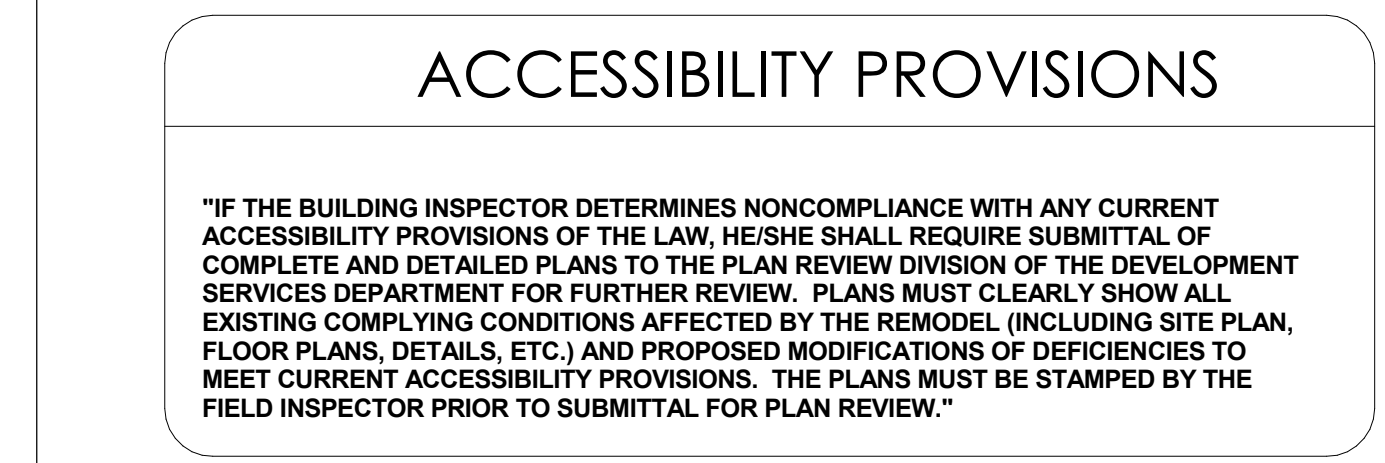 ACCESSIBILITY PROVISIONS
"IF THE BUILDING INSPECTOR DETERMINES NONCOMPLIANCE WITH ANY CURRENT
ACCESSIBILITY PROVISIONS OF THE LAW, HE/SHE SHALL REQUIRE SUBMITTAL OF
COMPLETE AND DETAILED PLANS TO THE PLAN REVIEW DIVISION OF THE DEVELOPMENT
SERVICES DEPARTMENT FOR FURTHER REVIEW.  PLANS MUST CLEARLY SHOW ALL
EXISTING COMPLYING CONDITIONS AFFECTED BY THE REMODEL (INCLUDING SITE PLAN,
FLOOR PLANS, DETAILS, ETC.) AND PROPOSED MODIFICATIONS OF DEFICIENCIES TO
MEET CURRENT ACCESSIBILITY PROVISIONS.  THE PLANS MUST BE STAMPED BY THE
FIELD INSPECTOR PRIOR TO SUBMITTAL FOR PLAN REVIEW."